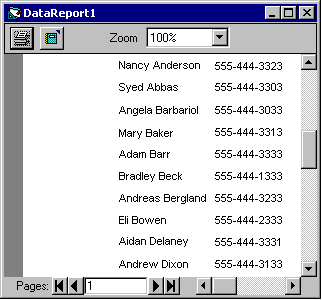 DataReport1
Zoom 100%
Nancy Anderson 555-444-3323
Syed Abbas 555-444-3303
Angela Barbariol 555-444-3033
Mary Baker 555-444-3313
Adam Barr 555-444-3333
Bradley Beck 555-444-1333
Andreas Bergland 555-444-3233
Eli Bowen 555-444-2333
Aidan Delaney 555-444-3331
Andrew Dixon 555-444-3133
Pages: 1